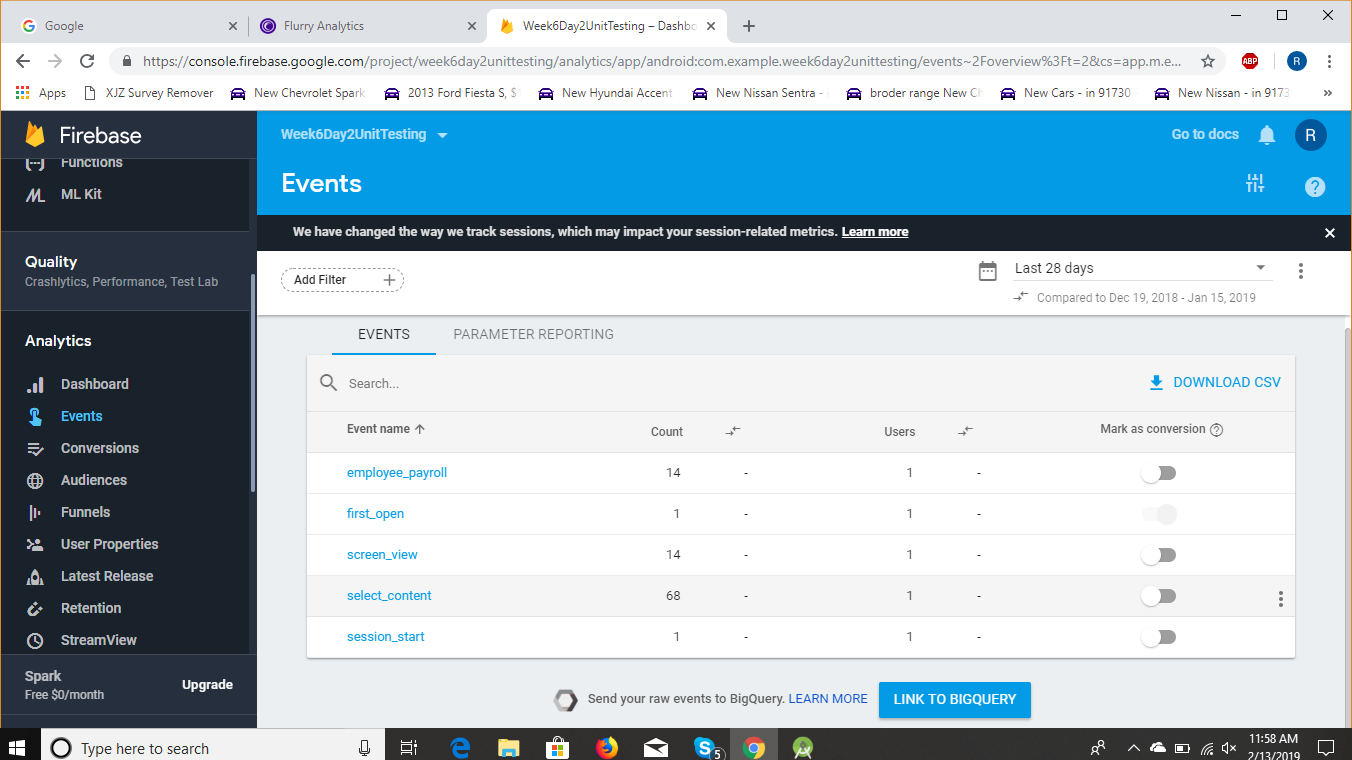 Google
Flurry Analytics
Week6Day2UnitTesting – Dashbo
https://console.firebase.google.com/project/week6day2unittesting/analytics/app/android:com.example.week6day2unittesting/events~2Foverview%3Ft=2&cs=app.m.e...
ABP
R
Apps
XJZ Survey Remover
New Chevrolet Spark
2013 Ford Fiesta S, $
New Hyundai Accent
New Nissan Sentra -
broder range New Ch
New Cars - in 91730
New Nissan - in 9173
»
Firebase
Functions
ML Kit
Quality
Crashlytics, Performance, Test Lab
Analytics
Dashboard
Events
Conversions
Audiences
Funnels
User Properties
Latest Release
Retention
StreamView
Spark
Free $0/month
Upgrade
Week6Day2UnitTesting
Go to docs
R
Events
We have changed the way we track sessions, which may impact your session-related metrics. Learn more
Add Filter
Last 28 days
Compared to Dec 19, 2018 - Jan 15, 2019
EVENTS PARAMETER REPORTING
Search...
DOWNLOAD CSV
Event name Count Users Mark as conversion
employee_payroll 14 - 1 -
first_open 1 - 1 -
screen_view 14 - 1 -
select_content 68 - 1 -
session_start 1 - 1 -
Send your raw events to BigQuery. LEARN MORE
LINK TO BIGQUERY
Type here to search
5
11:58 AM
2/13/2019